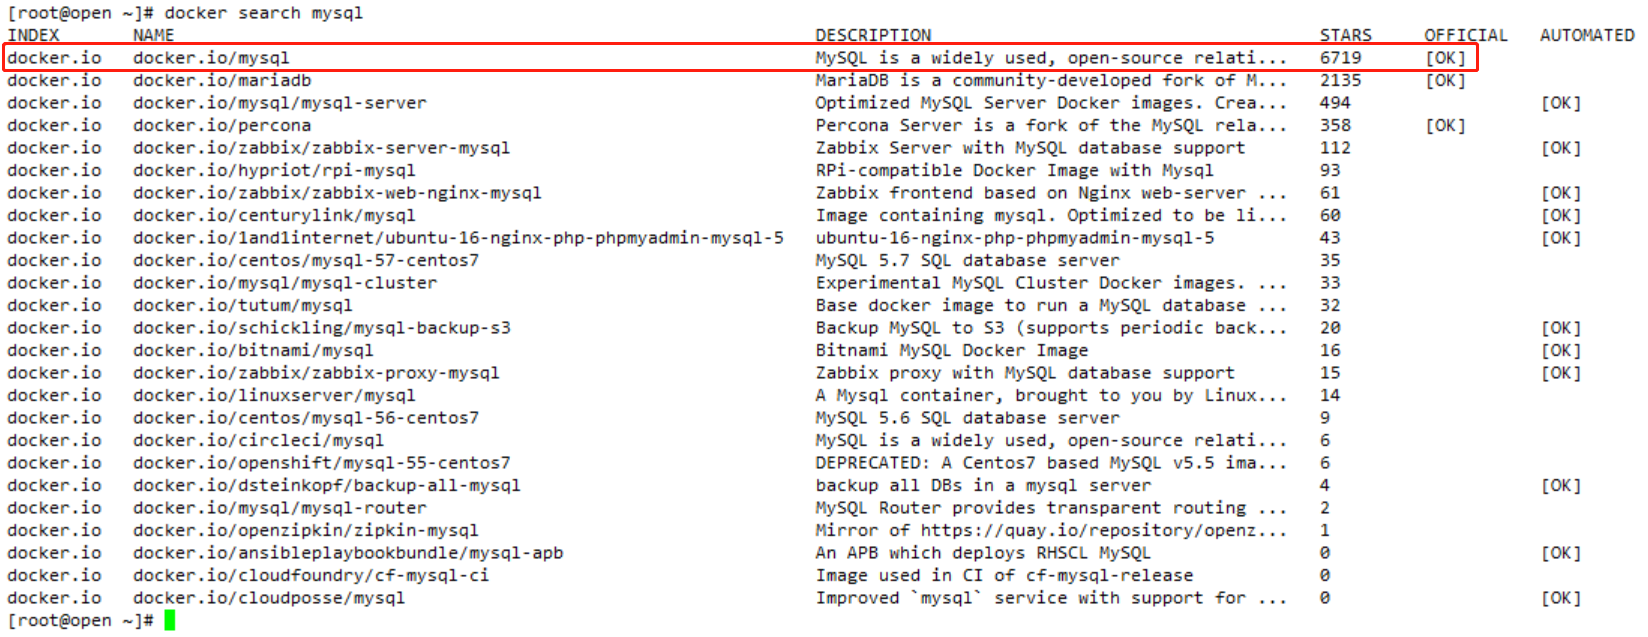 [root@open ~]# docker search mysql
INDEX NAME DESCRIPTION STARS OFFICIAL AUTOMATED
docker.io docker.io/mysql MySQL is a widely used, open-source relati... 6719 [OK]
docker.io docker.io/mariadb MariaDB is a community-developed fork of M... 2135 [OK]
docker.io docker.io/mysql/mysql-server Optimized MySQL Server Docker images. Crea... 494 [OK]
docker.io docker.io/percona Percona Server is a fork of the MySQL rela... 358 [OK]
docker.io docker.io/zabbix/zabbix-server-mysql Zabbix Server with MySQL database support 112 [OK]
docker.io docker.io/hypriot/rpi-mysql RPi-compatible Docker Image with Mysql 93
docker.io docker.io/zabbix/zabbix-web-nginx-mysql Zabbix frontend based on Nginx web-server ... 61 [OK]
docker.io docker.io/centurylink/mysql Image containing mysql. Optimized to be li... 60 [OK]
docker.io docker.io/1and1internet/ubuntu-16-nginx-php-phpmyadmin-mysql-5 ubuntu-16-nginx-php-phpmyadmin-mysql-5 43 [OK]
docker.io docker.io/centos/mysql-57-centos7 MySQL 5.7 SQL database server 35
docker.io docker.io/mysql/mysql-cluster Experimental MySQL Cluster Docker images. ... 33
docker.io docker.io/tutum/mysql Base docker image to run a MySQL database ... 32
docker.io docker.io/schickling/mysql-backup-s3 Backup MySQL to S3 (supports periodic back... 20 [OK]
docker.io docker.io/bitnami/mysql Bitnami MySQL Docker Image 16 [OK]
docker.io docker.io/zabbix/zabbix-proxy-mysql Zabbix proxy with MySQL database support 15 [OK]
docker.io docker.io/linuxserver/mysql A Mysql container, brought to you by Linux... 14
docker.io docker.io/centos/mysql-56-centos7 MySQL 5.6 SQL database server 9
docker.io docker.io/circleci/mysql MySQL is a widely used, open-source relati... 6
docker.io docker.io/openshift/mysql-55-centos7 DEPRECATED: A Centos7 based MySQL v5.5 ima... 6
docker.io docker.io/dsteinkopf/backup-all-mysql backup all DBs in a mysql server 4 [OK]
docker.io docker.io/mysql/mysql-router MySQL Router provides transparent routing ... 2
docker.io docker.io/openzipkin/zipkin-mysql Mirror of https://quay.io/repository/openz... 1
docker.io docker.io/ansibleplaybookbundle/mysql-apb An APB which deploys RHSCL MySQL 0 [OK]
docker.io docker.io/cloudfoundry/cf-mysql-ci Image used in CI of cf-mysql-release 0
docker.io docker.io/cloudposse/mysql Improved `mysql` service with support for ... 0 [OK]
[root@open ~]#